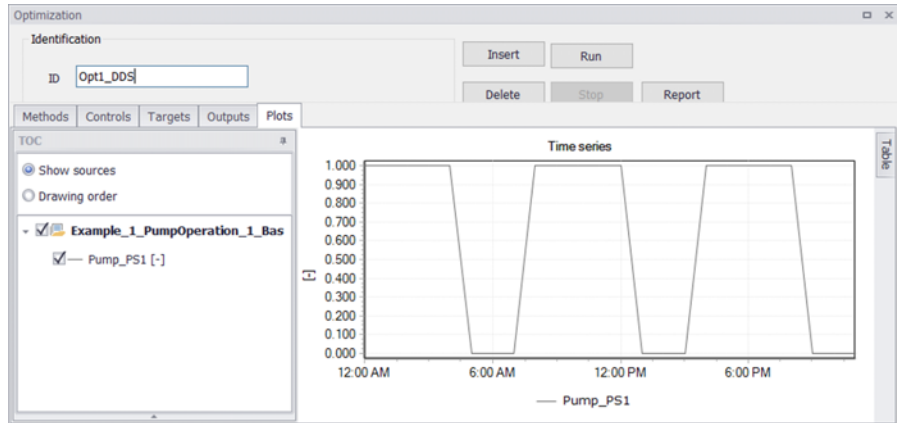 Optimization
Identification
ID Opt1_DDS
Insert Run
Delete Stop Report
Methods Controls Targets Outputs Plots
TOC
Show sources
Drawing order
Example_1_PumpOperation_1_Bas
Pump_PS1 [-]
Time series
Table
1.000
0.900
0.800
0.700
0.600
0.500
0.400
0.300
0.200
0.100
0.000
[-]
12:00 AM 6:00 AM 12:00 PM 6:00 PM
Pump_PS1